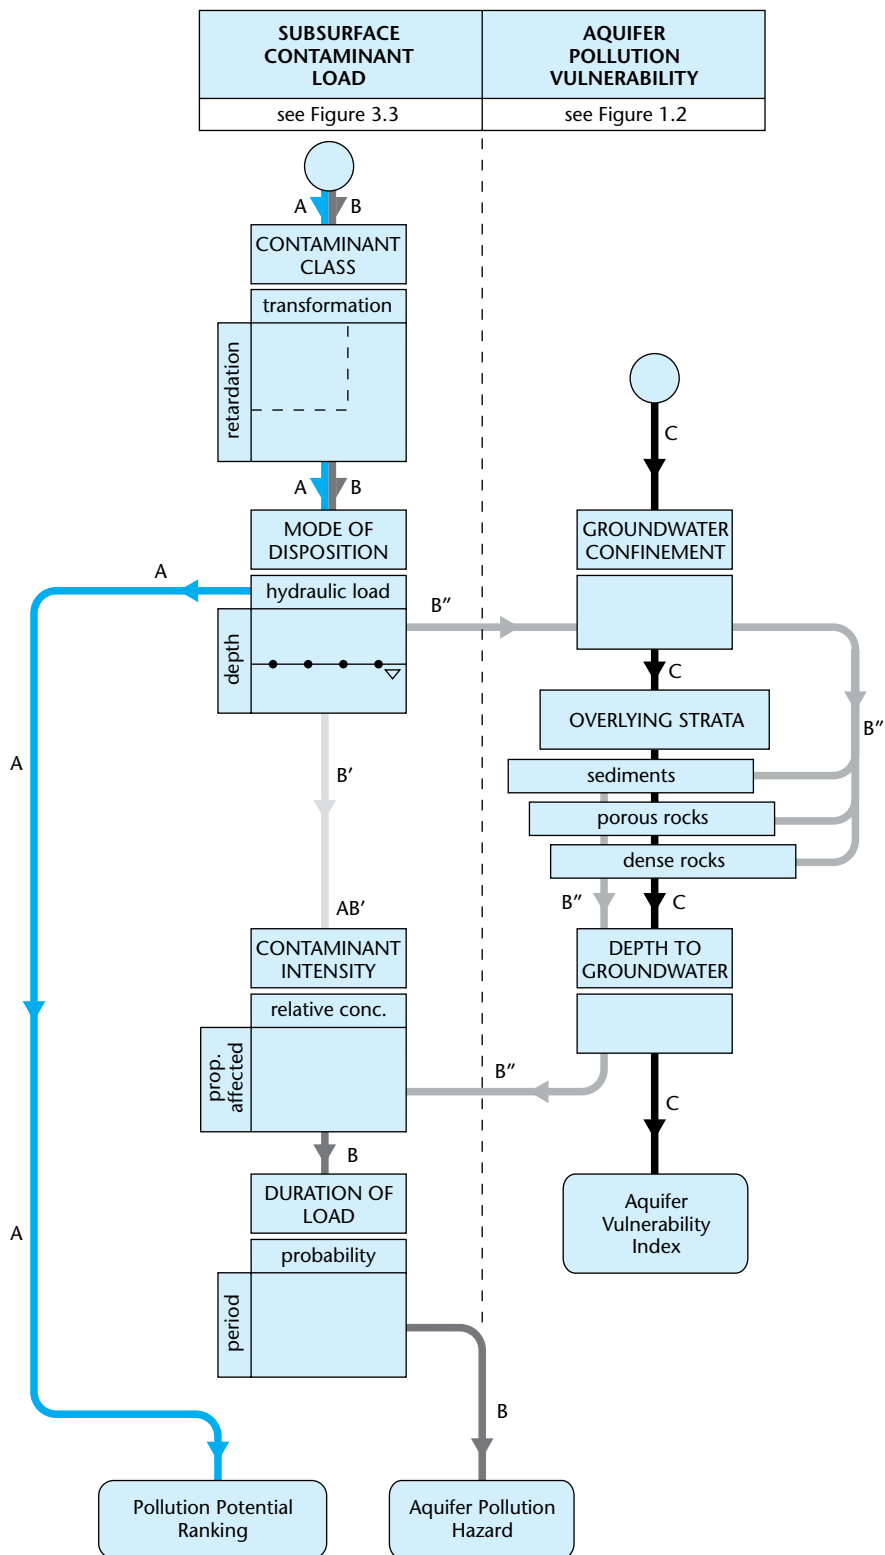 SUBSURFACE
CONTAMINANT
LOAD
AQUIFER
POLLUTION
VULNERABILITY
see Figure 3.3
see Figure 1.2
A
B
CONTAMINANT
CLASS
transformation
retardation
C
A
B
MODE OF
DISPOSITION
GROUNDWATER
CONFINEMENT
A
hydraulic load
B″
depth
C
OVERLYING STRATA
B″
A
B′
sediments
porous rocks
dense rocks
AB′
B″
C
CONTAMINANT
INTENSITY
DEPTH TO
GROUNDWATER
relative conc.
prop.
affected
B″
C
B
DURATION OF
LOAD
Aquifer
Vulnerability
Index
A
probability
period
B
Pollution Potential
Ranking
Aquifer Pollution
Hazard